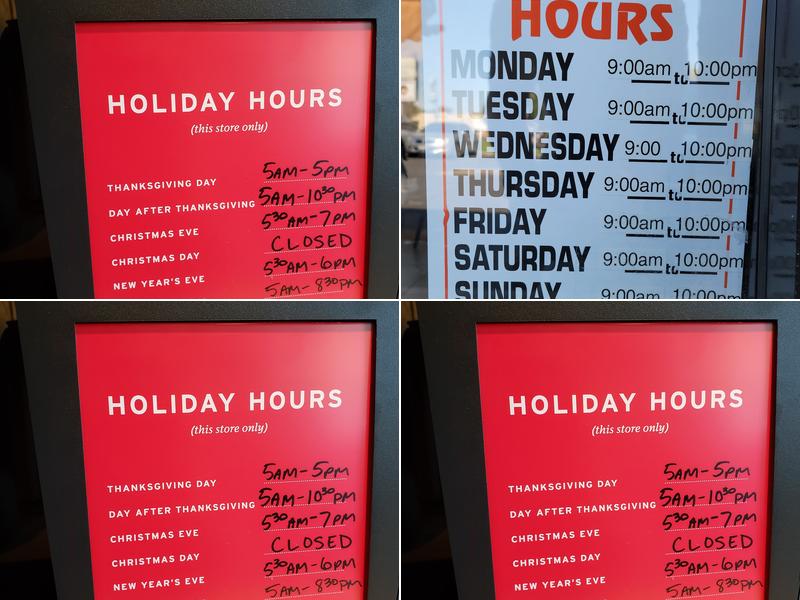 HOLIDAY HOURS
(this store only)
THANKSGIVING DAY 5AM-5PM
DAY AFTER THANKSGIVING 5AM-1030PM
CHRISTMAS EVE 530AM-7PM
CHRISTMAS DAY CLOSED
NEW YEAR'S EVE 530AM-6PM
5AM-830PM
HOURS
MONDAY 9:00am to 10:00pm
TUESDAY 9:00am to 10:00pm
WEDNESDAY 9:00 to 10:00pm
THURSDAY 9:00am to 10:00pm
FRIDAY 9:00am to 10:00pm
SATURDAY 9:00am to 10:00pm
SUNDAY 9:00am 10:00pm
HOLIDAY HOURS
(this store only)
THANKSGIVING DAY 5AM-5PM
DAY AFTER THANKSGIVING 5AM-1030PM
CHRISTMAS EVE 530AM-7PM
CHRISTMAS DAY CLOSED
NEW YEAR'S EVE 530AM-6PM
5AM-830PM
HOLIDAY HOURS
(this store only)
THANKSGIVING DAY 5AM-5PM
DAY AFTER THANKSGIVING 5AM-1030PM
CHRISTMAS EVE 530AM-7PM
CHRISTMAS DAY CLOSED
NEW YEAR'S EVE 530AM-6PM
5AM-830PM